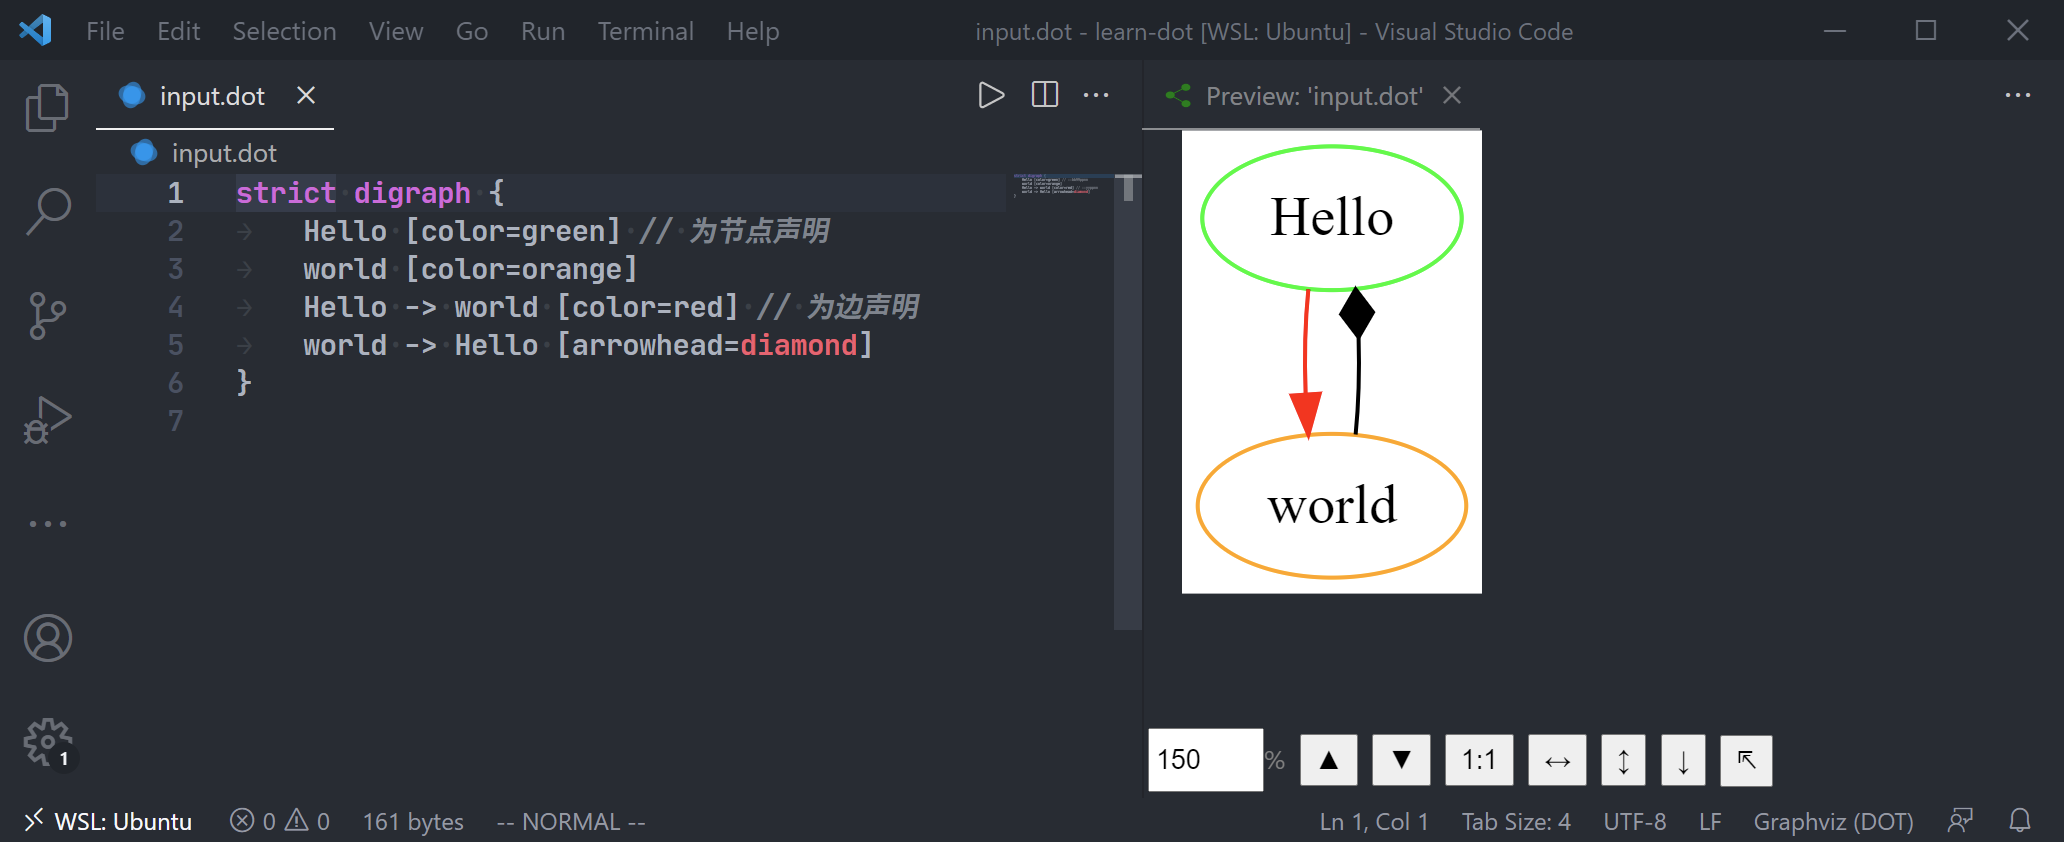 File Edit Selection View Go Run Terminal Help input.dot - learn-dot [WSL: Ubuntu] - Visual Studio Code
input.dot
input.dot
1 strict digraph {
2 Hello [color=green] // 为节点声明
3 world [color=orange]
4 Hello -> world [color=red] // 为边声明
5 world -> Hello [arrowhead=diamond]
6 }
7
Preview: 'input.dot'
Hello
world
150 % ▲ ▼ 1:1 ↔ ↕ ↓ ↖
1
WSL: Ubuntu 0 0 161 bytes -- NORMAL -- Ln 1, Col 1 Tab Size: 4 UTF-8 LF Graphviz (DOT)